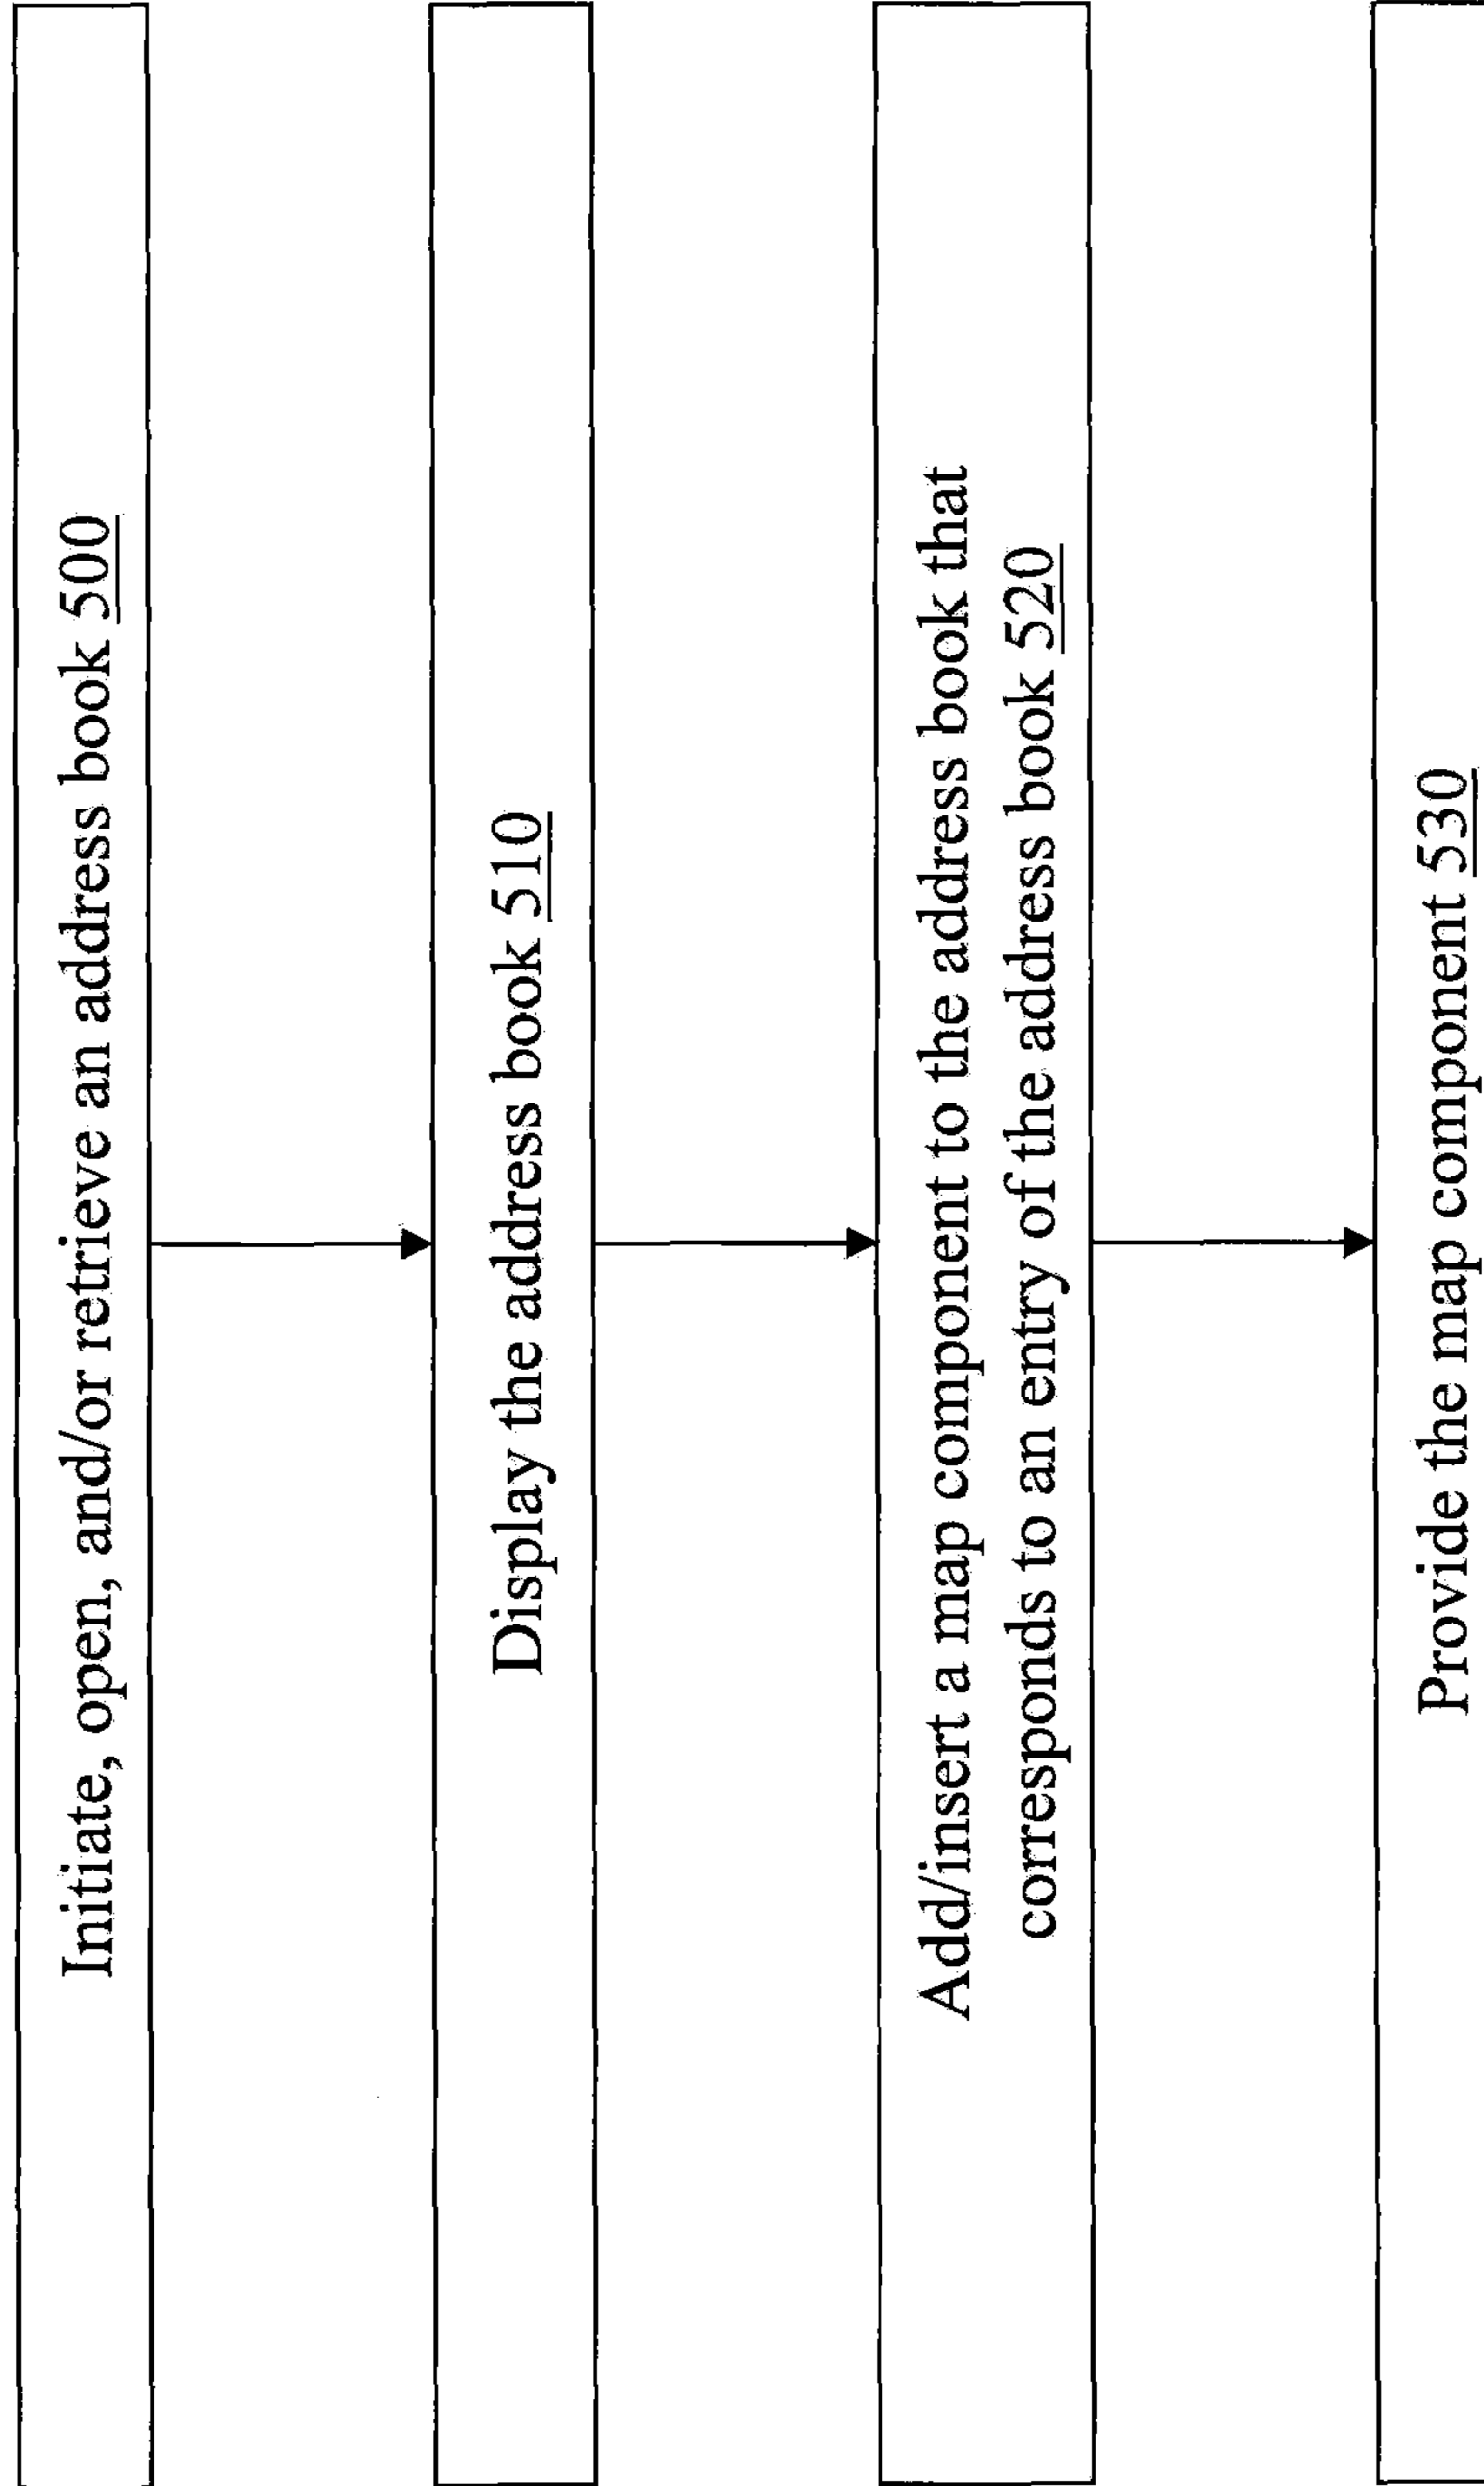 Initiate, open, and/or retrieve an address book 500
Display the address book 510
Add/insert a map component to the address book that
corresponds to an entry of the address book 520
Provide the map component 530